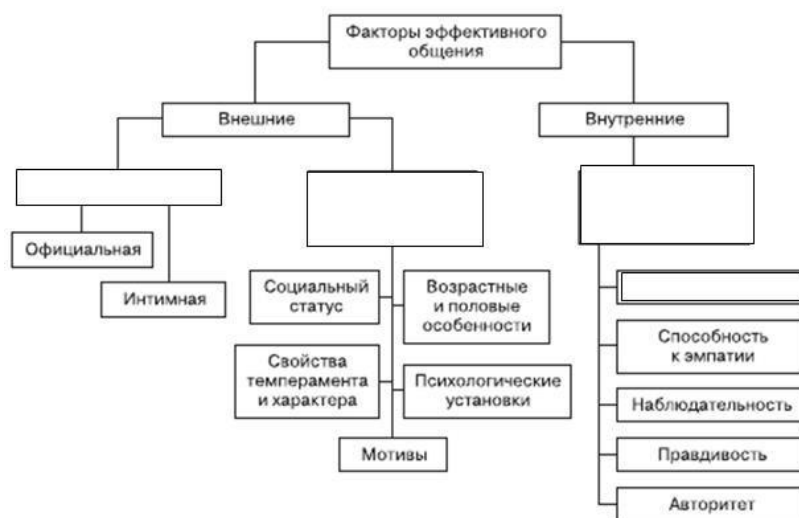 Факторы эффективного
общения
Внешние
Внутренние
Официальная
Интимная
Социальный
статус
Возрастные
и половые
особенности
Свойства
темперамента
и характера
Психологические
установки
Мотивы
Способность
к эмпатии
Наблюдательность
Правдивость
Авторитет